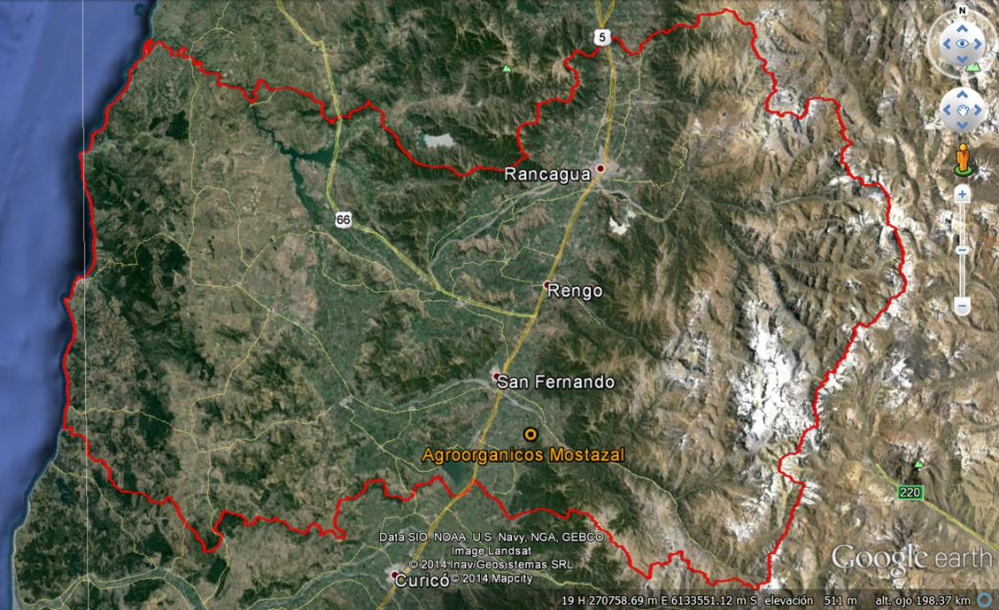 N
5
Rancagua
66
Rengo
San Fernando
Agroorganicos Mostazal
220
Data SIO, NOAA, U.S. Navy, NGA, GEBCO
Image Landsat
© 2014 Inav/Geosistemas SRL
© 2014 Mapcity
Curicó
Google earth
19 H 270758.69 m E 6133551.12 m S elevación 511 m alt. ojo 198.37 km